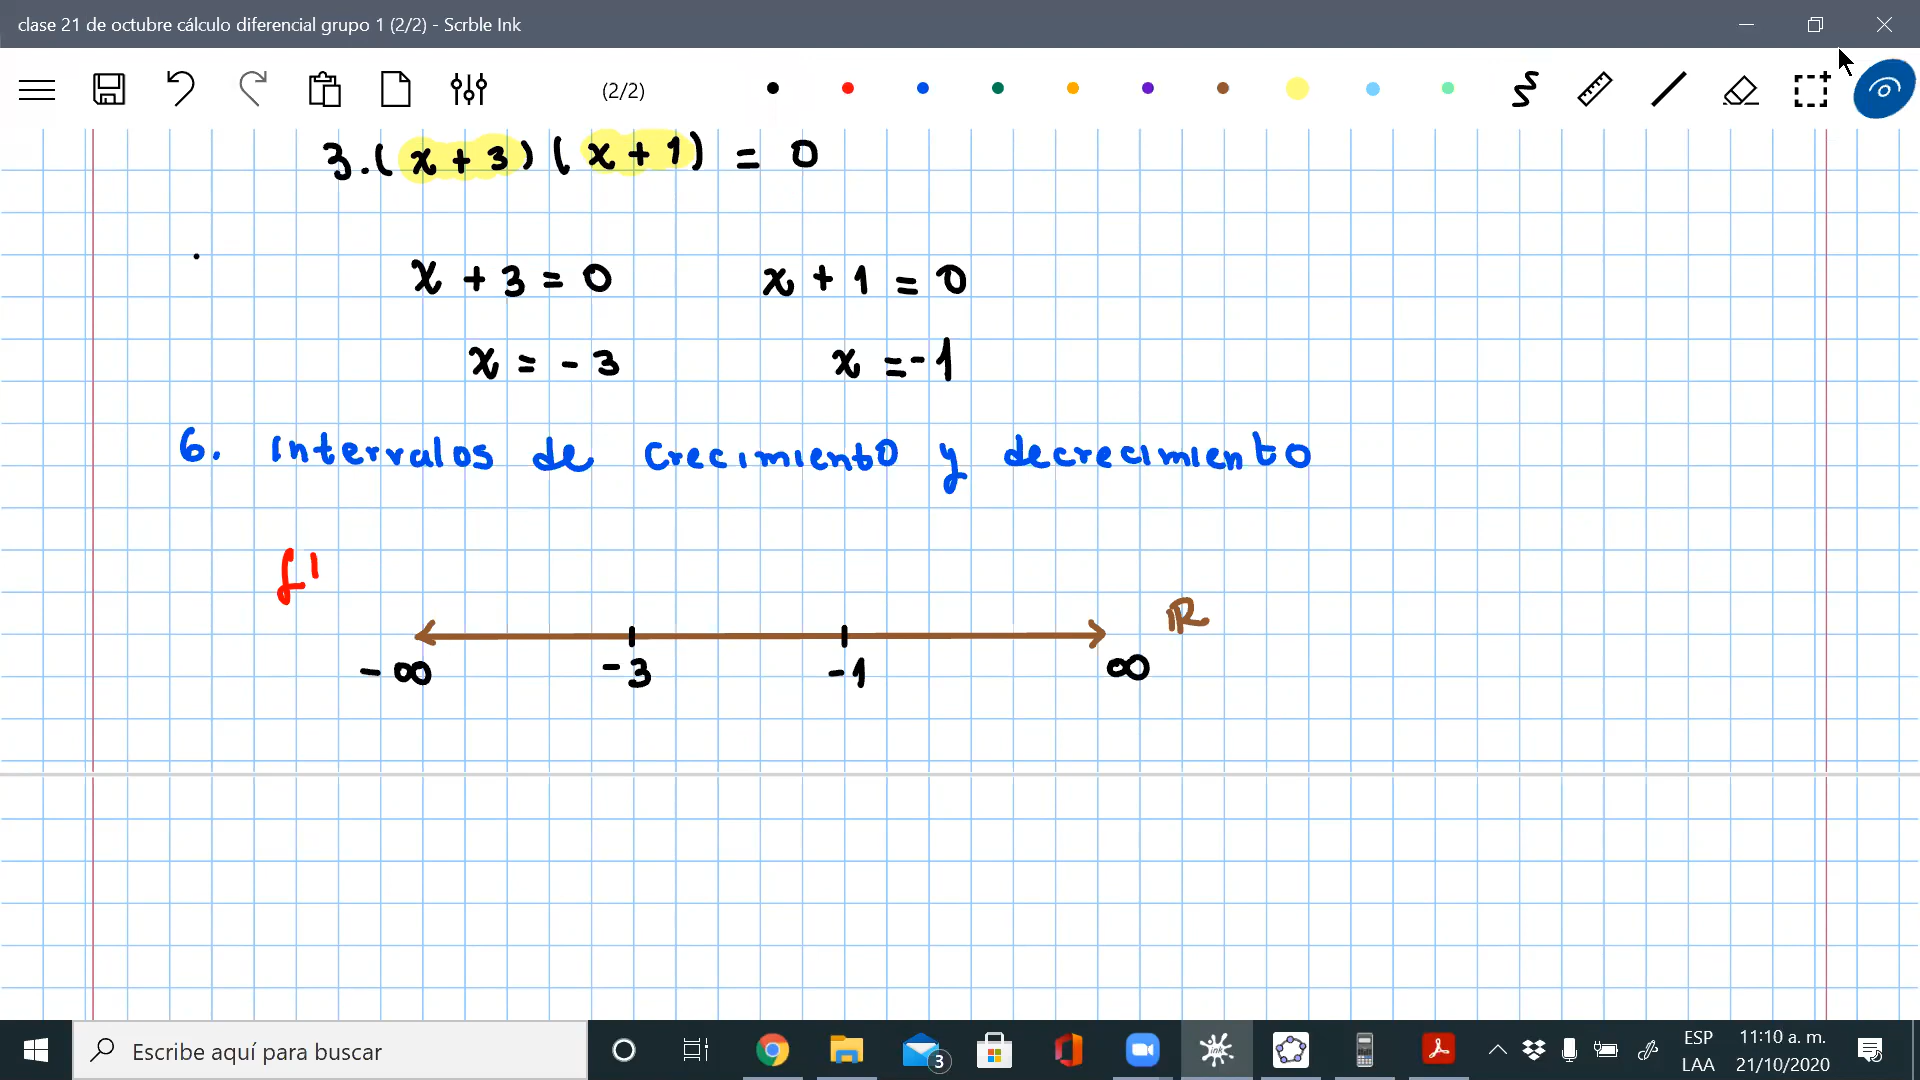 clase 21 de octubre cálculo diferencial grupo 1 (2/2) - Scrble Ink
(2/2)
3.(x+3)(x+1) = 0
x + 3 = 0 x + 1 = 0
x = - 3 x = -1
6. Intervalos de crecimiento y decrecimiento
f'
ℝ
- ∞ -3 -1 ∞
Escribe aquí para buscar
3
ink
ESP
LAA
11:10 a. m.
21/10/2020